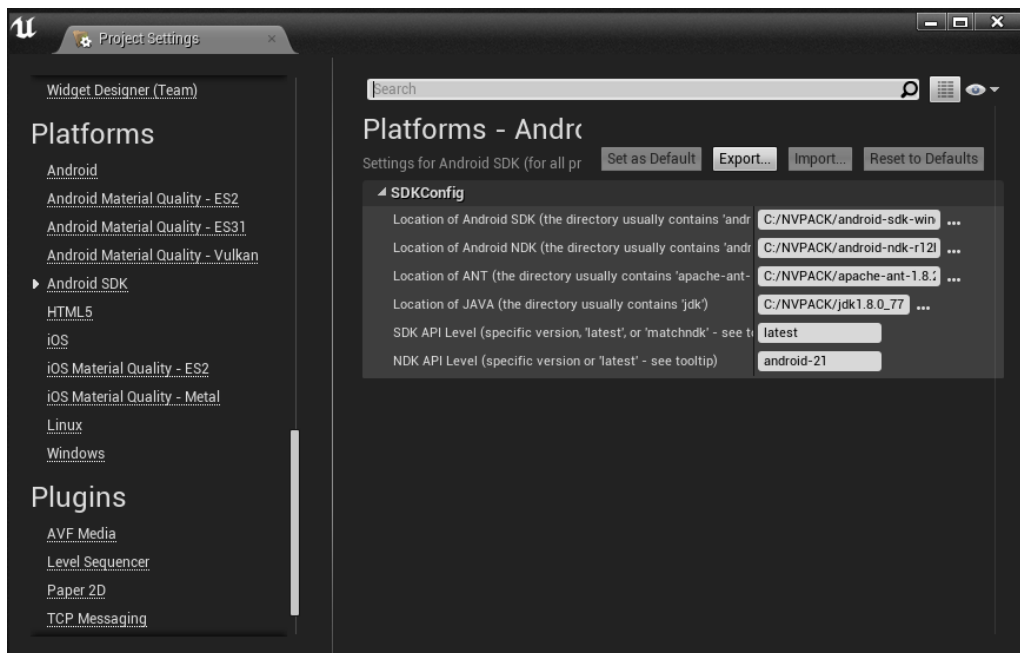 Project Settings
Widget Designer (Team)
Platforms
Android
Android Material Quality - ES2
Android Material Quality - ES31
Android Material Quality - Vulkan
Android SDK
HTML5
iOS
iOS Material Quality - ES2
iOS Material Quality - Metal
Linux
Windows
Plugins
AVF Media
Level Sequencer
Paper 2D
TCP Messaging
Search
Platforms - Andro
Settings for Android SDK (for all pr
Set as Default Export... Import... Reset to Defaults
SDKConfig
Location of Android SDK (the directory usually contains 'andr C:/NVPACK/android-sdk-win ...
Location of Android NDK (the directory usually contains 'andr C:/NVPACK/android-ndk-r12 ...
Location of ANT (the directory usually contains 'apache-ant- C:/NVPACK/apache-ant-1.8.2 ...
Location of JAVA (the directory usually contains 'jdk') C:/NVPACK/jdk1.8.0_77 ...
SDK API Level (specific version, 'latest', or 'matchndk' - see t latest
NDK API Level (specific version or 'latest' - see tooltip) android-21